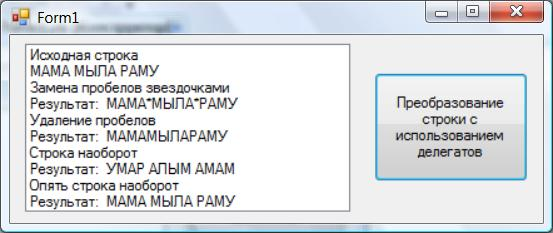 Form1
Исходная строка
МАМА МЫЛА РАМУ
Замена пробелов звездочками
Результат: МАМА*МЫЛА*РАМУ
Удаление пробелов
Результат: МАМАМЫЛАРАМУ
Строка наоборот
Результат: УМАР АЛЫМ АМАМ
Опять строка наоборот
Результат: МАМА МЫЛА РАМУ
Преобразование
строки с
использованием
делегатов